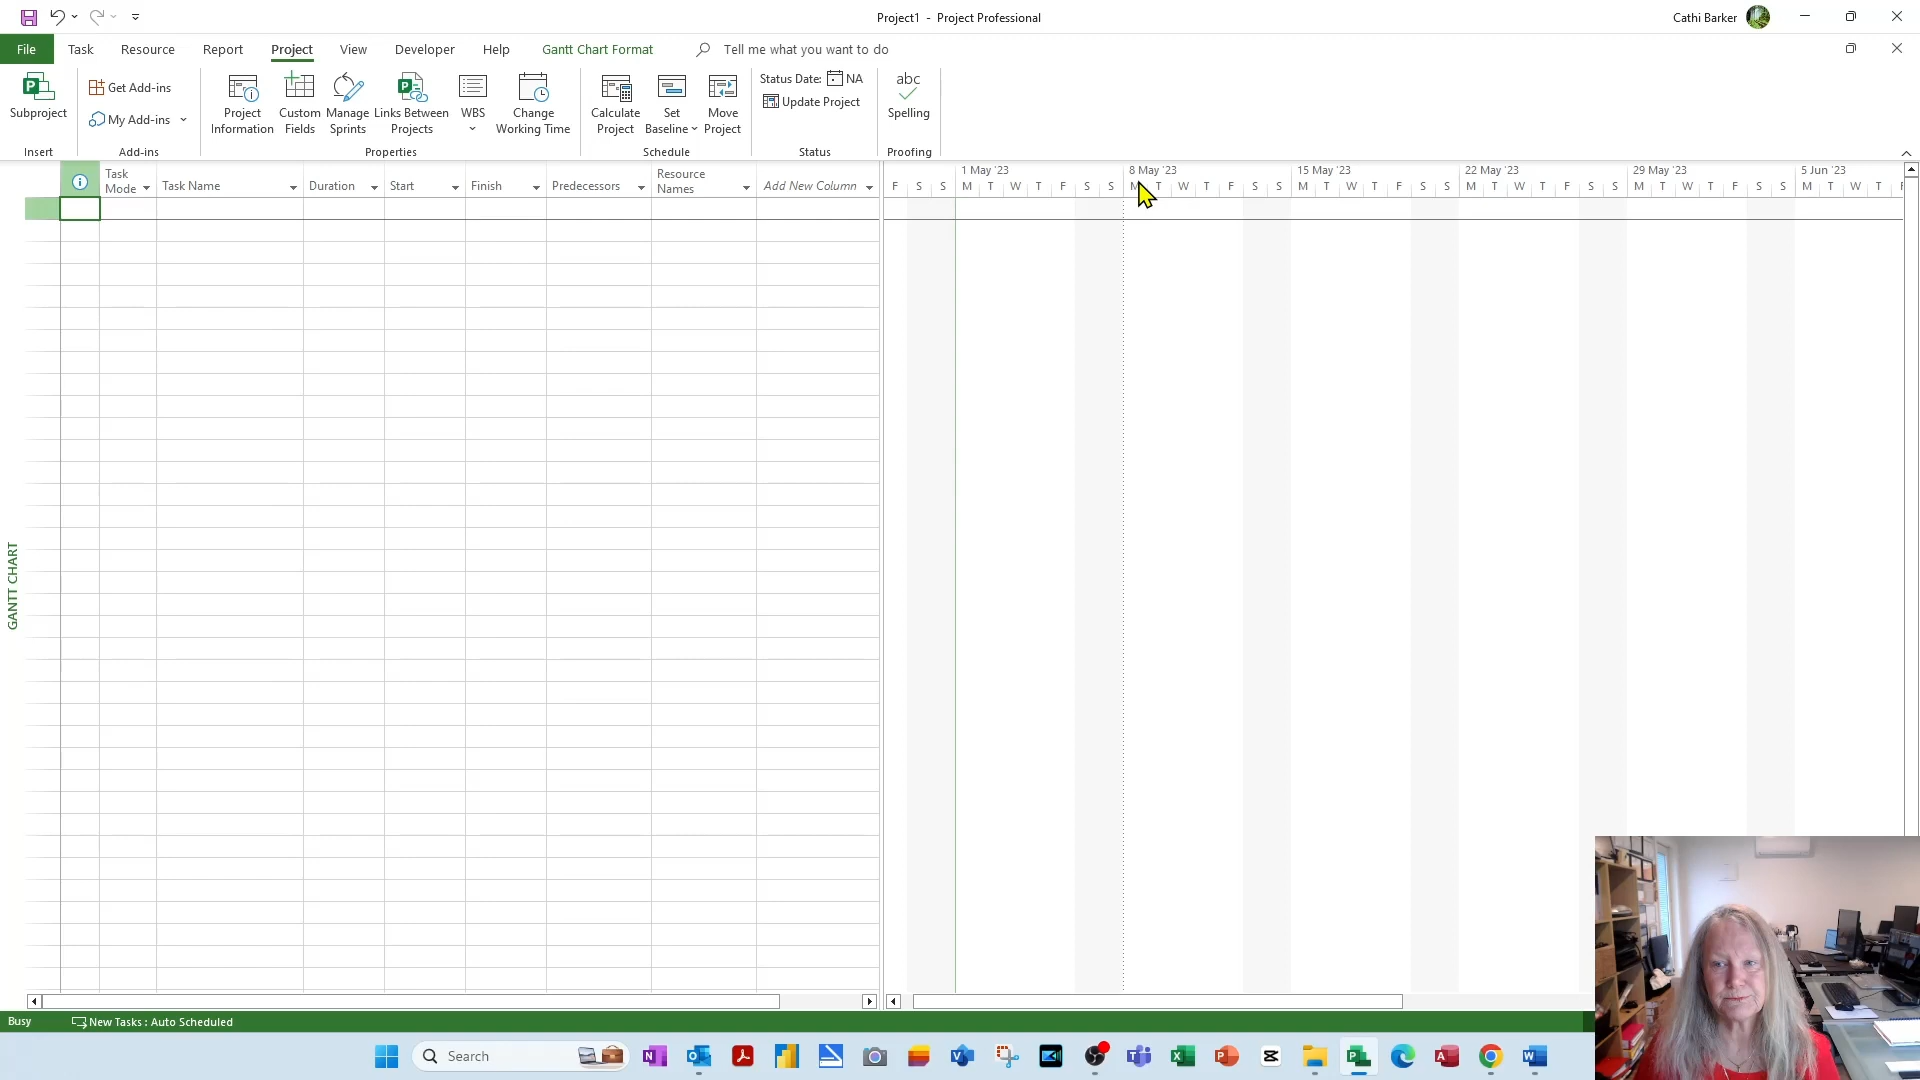 Project1 - Project Professional
Cathi Barker
File Task Resource Report Project View Developer Help Gantt Chart Format Tell me what you want to do
Subproject
Insert
Get Add-ins
My Add-ins
Add-ins
Project Information
Custom Fields
Manage Sprints
Links Between Projects
WBS
Change Working Time
Properties
Calculate Project
Set Baseline
Move Project
Schedule
Status Date: NA
Update Project
Status
abc
Spelling
Proofing
Task Mode
Task Name
Duration
Start
Finish
Predecessors
Resource Names
Add New Column
1 May '23 8 May '23 15 May '23 22 May '23 29 May '23 5 Jun '23
F S S M T W T F S S M T W T F S S M T W T F S S M T W T F S S M T W T F S S M T W T F
GANTT CHART
Busy New Tasks : Auto Scheduled
Search